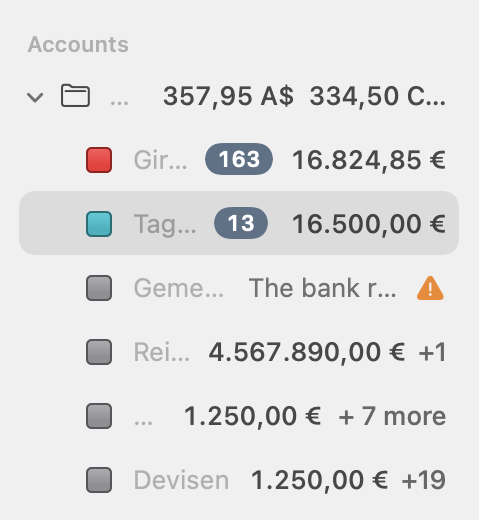 Accounts
... 357,95 A$ 334,50 C...
Gir... 163 16.824,85 €
Tag... 13 16.500,00 €
Geme... The bank r...
Rei... 4.567.890,00 € +1
... 1.250,00 € + 7 more
Devisen 1.250,00 € +19